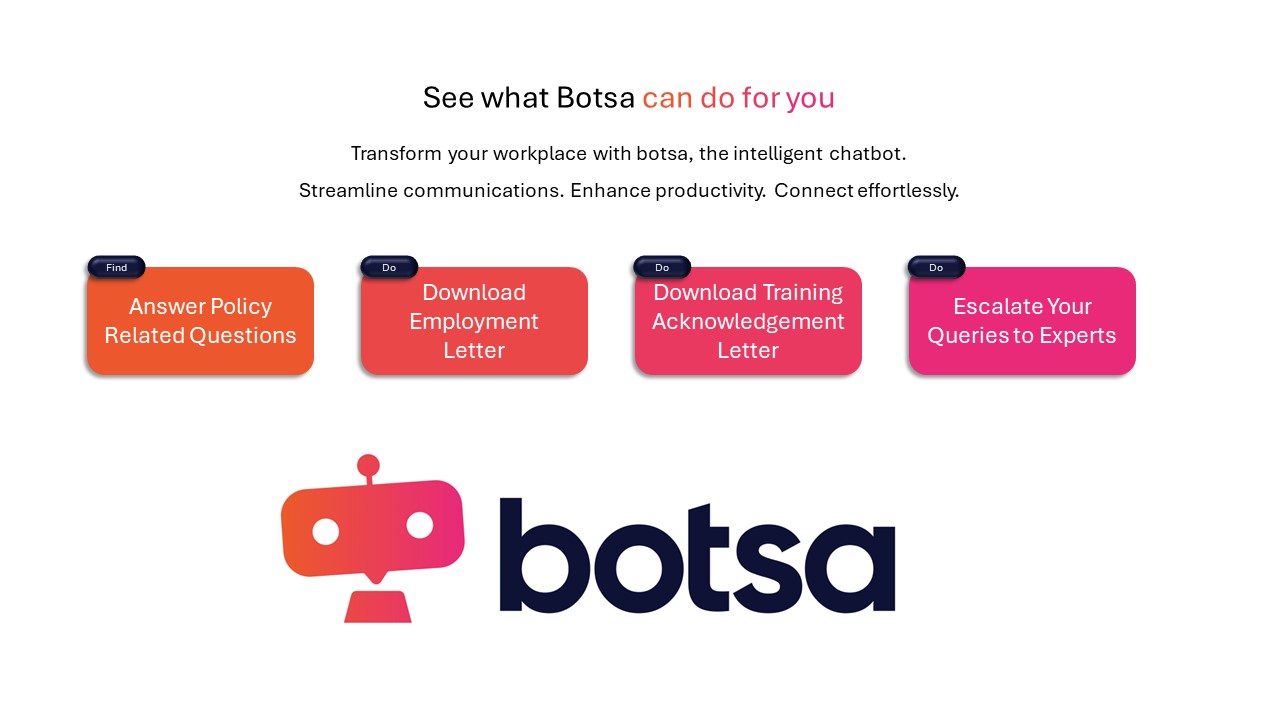 See what Botsa can do for you
Transform your workplace with botsa, the intelligent chatbot.
Streamline communications. Enhance productivity. Connect effortlessly.
Find
Answer Policy
Related Questions
Do
Download
Employment
Letter
Do
Download Training
Acknowledgement
Letter
Do
Escalate Your
Queries to Experts
botsa